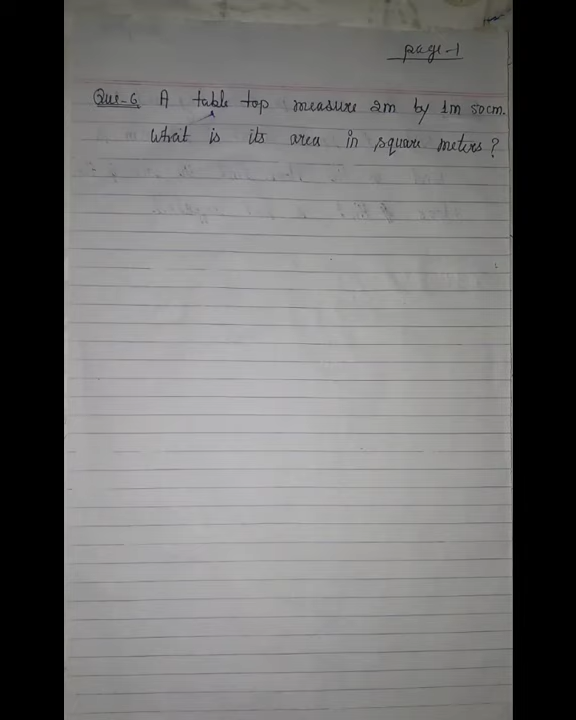 page-1
Que-6 A table top measure 2m by 1m 50cm.
What is its area in square meters?